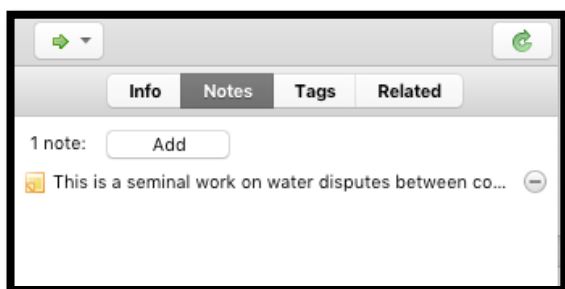 Info Notes Tags Related
1 note: Add
This is a seminal work on water disputes between co...